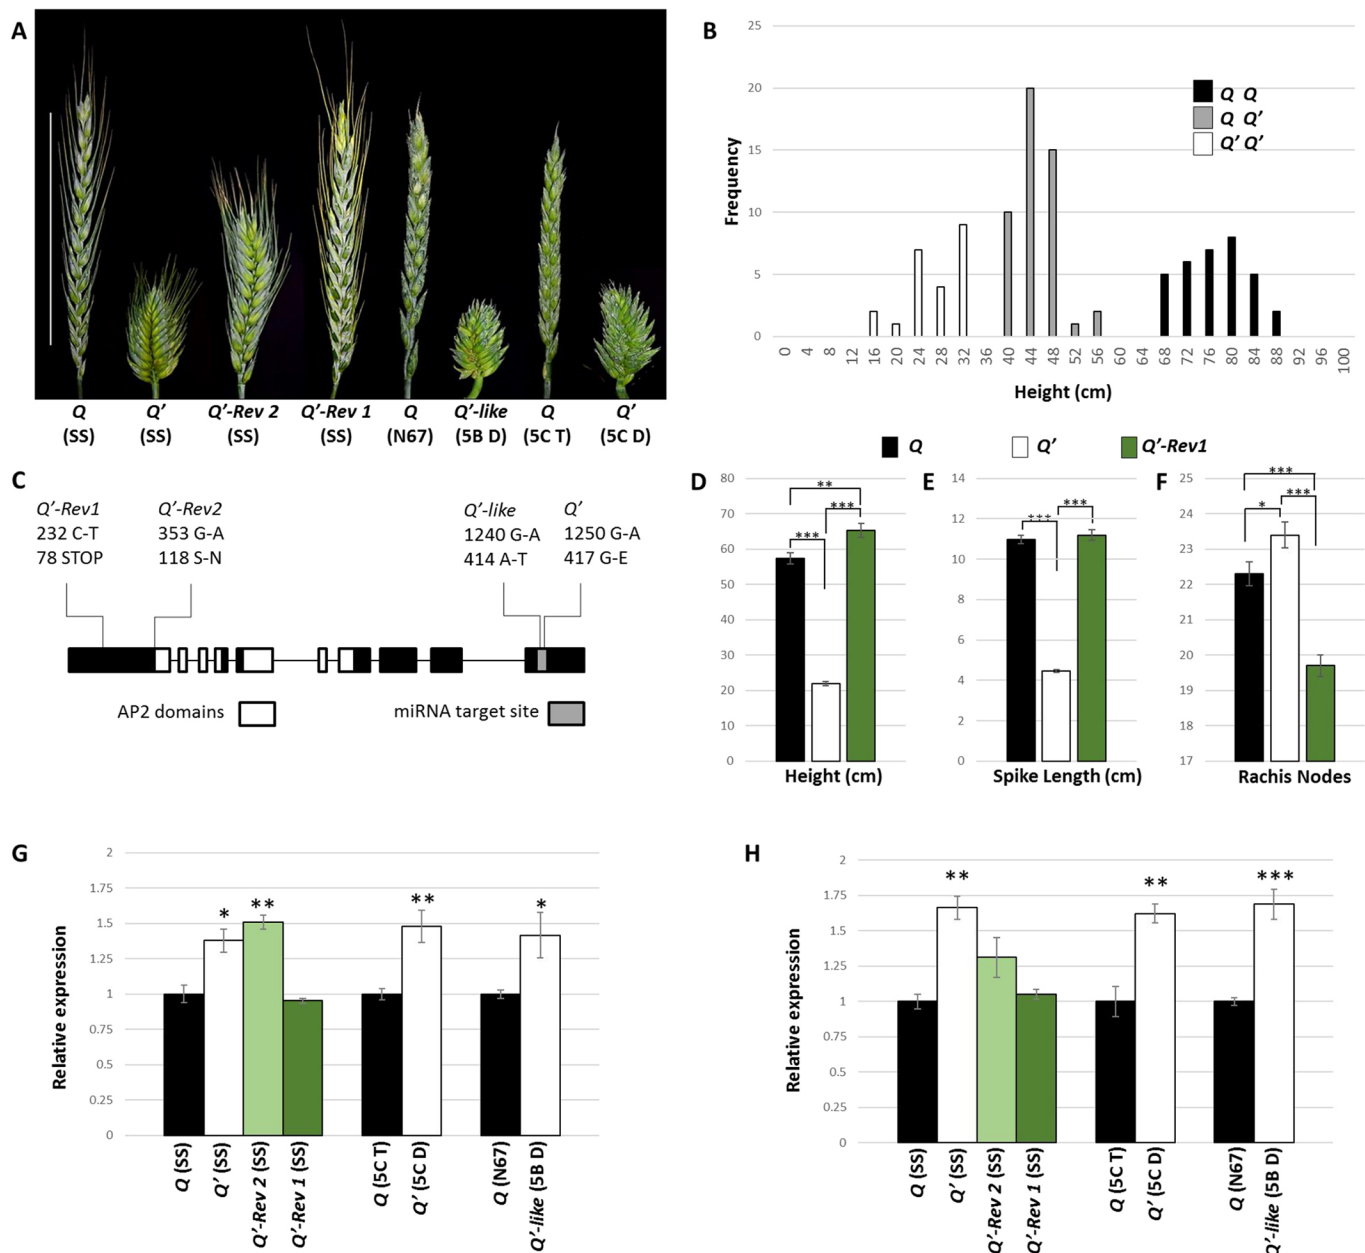 A
Q
(SS)
Q’
(SS)
Q’-Rev 2
(SS)
Q’-Rev 1
(SS)
Q
(N67)
Q’-like
(5B D)
Q
(5C T)
Q’
(5C D)
B
25
20
15
10
5
0
Frequency
Q Q
Q Q’
Q’ Q’
0 4 8 12 16 20 24 28 32 36 40 44 48 52 56 60 64 68 72 76 80 84 88 92 96 100
Height (cm)
C
Q’-Rev1
232 C-T
78 STOP
Q’-Rev2
353 G-A
118 S-N
Q’-like
1240 G-A
414 A-T
Q’
1250 G-A
417 G-E
AP2 domains
miRNA target site
Q
Q’
Q’-Rev1
D
80
70
60
50
40
30
20
10
0
**
***
***
Height (cm)
E
14
12
10
8
6
4
2
0
***
***
Spike Length (cm)
F
25
24
23
22
21
20
19
18
17
***
*
***
Rachis Nodes
G
2
1.75
1.5
1.25
1
0.75
0.5
0.25
0
Relative expression
*
**
**
*
Q (SS)
Q’ (SS)
Q’-Rev 2 (SS)
Q’-Rev 1 (SS)
Q (5C T)
Q’ (5C D)
Q (N67)
Q’-like (5B D)
H
2
1.75
1.5
1.25
1
0.75
0.5
0.25
0
Relative expression
**
**
***
Q (SS)
Q’ (SS)
Q’-Rev 2 (SS)
Q’-Rev 1 (SS)
Q (5C T)
Q’ (5C D)
Q (N67)
Q’-like (5B D)